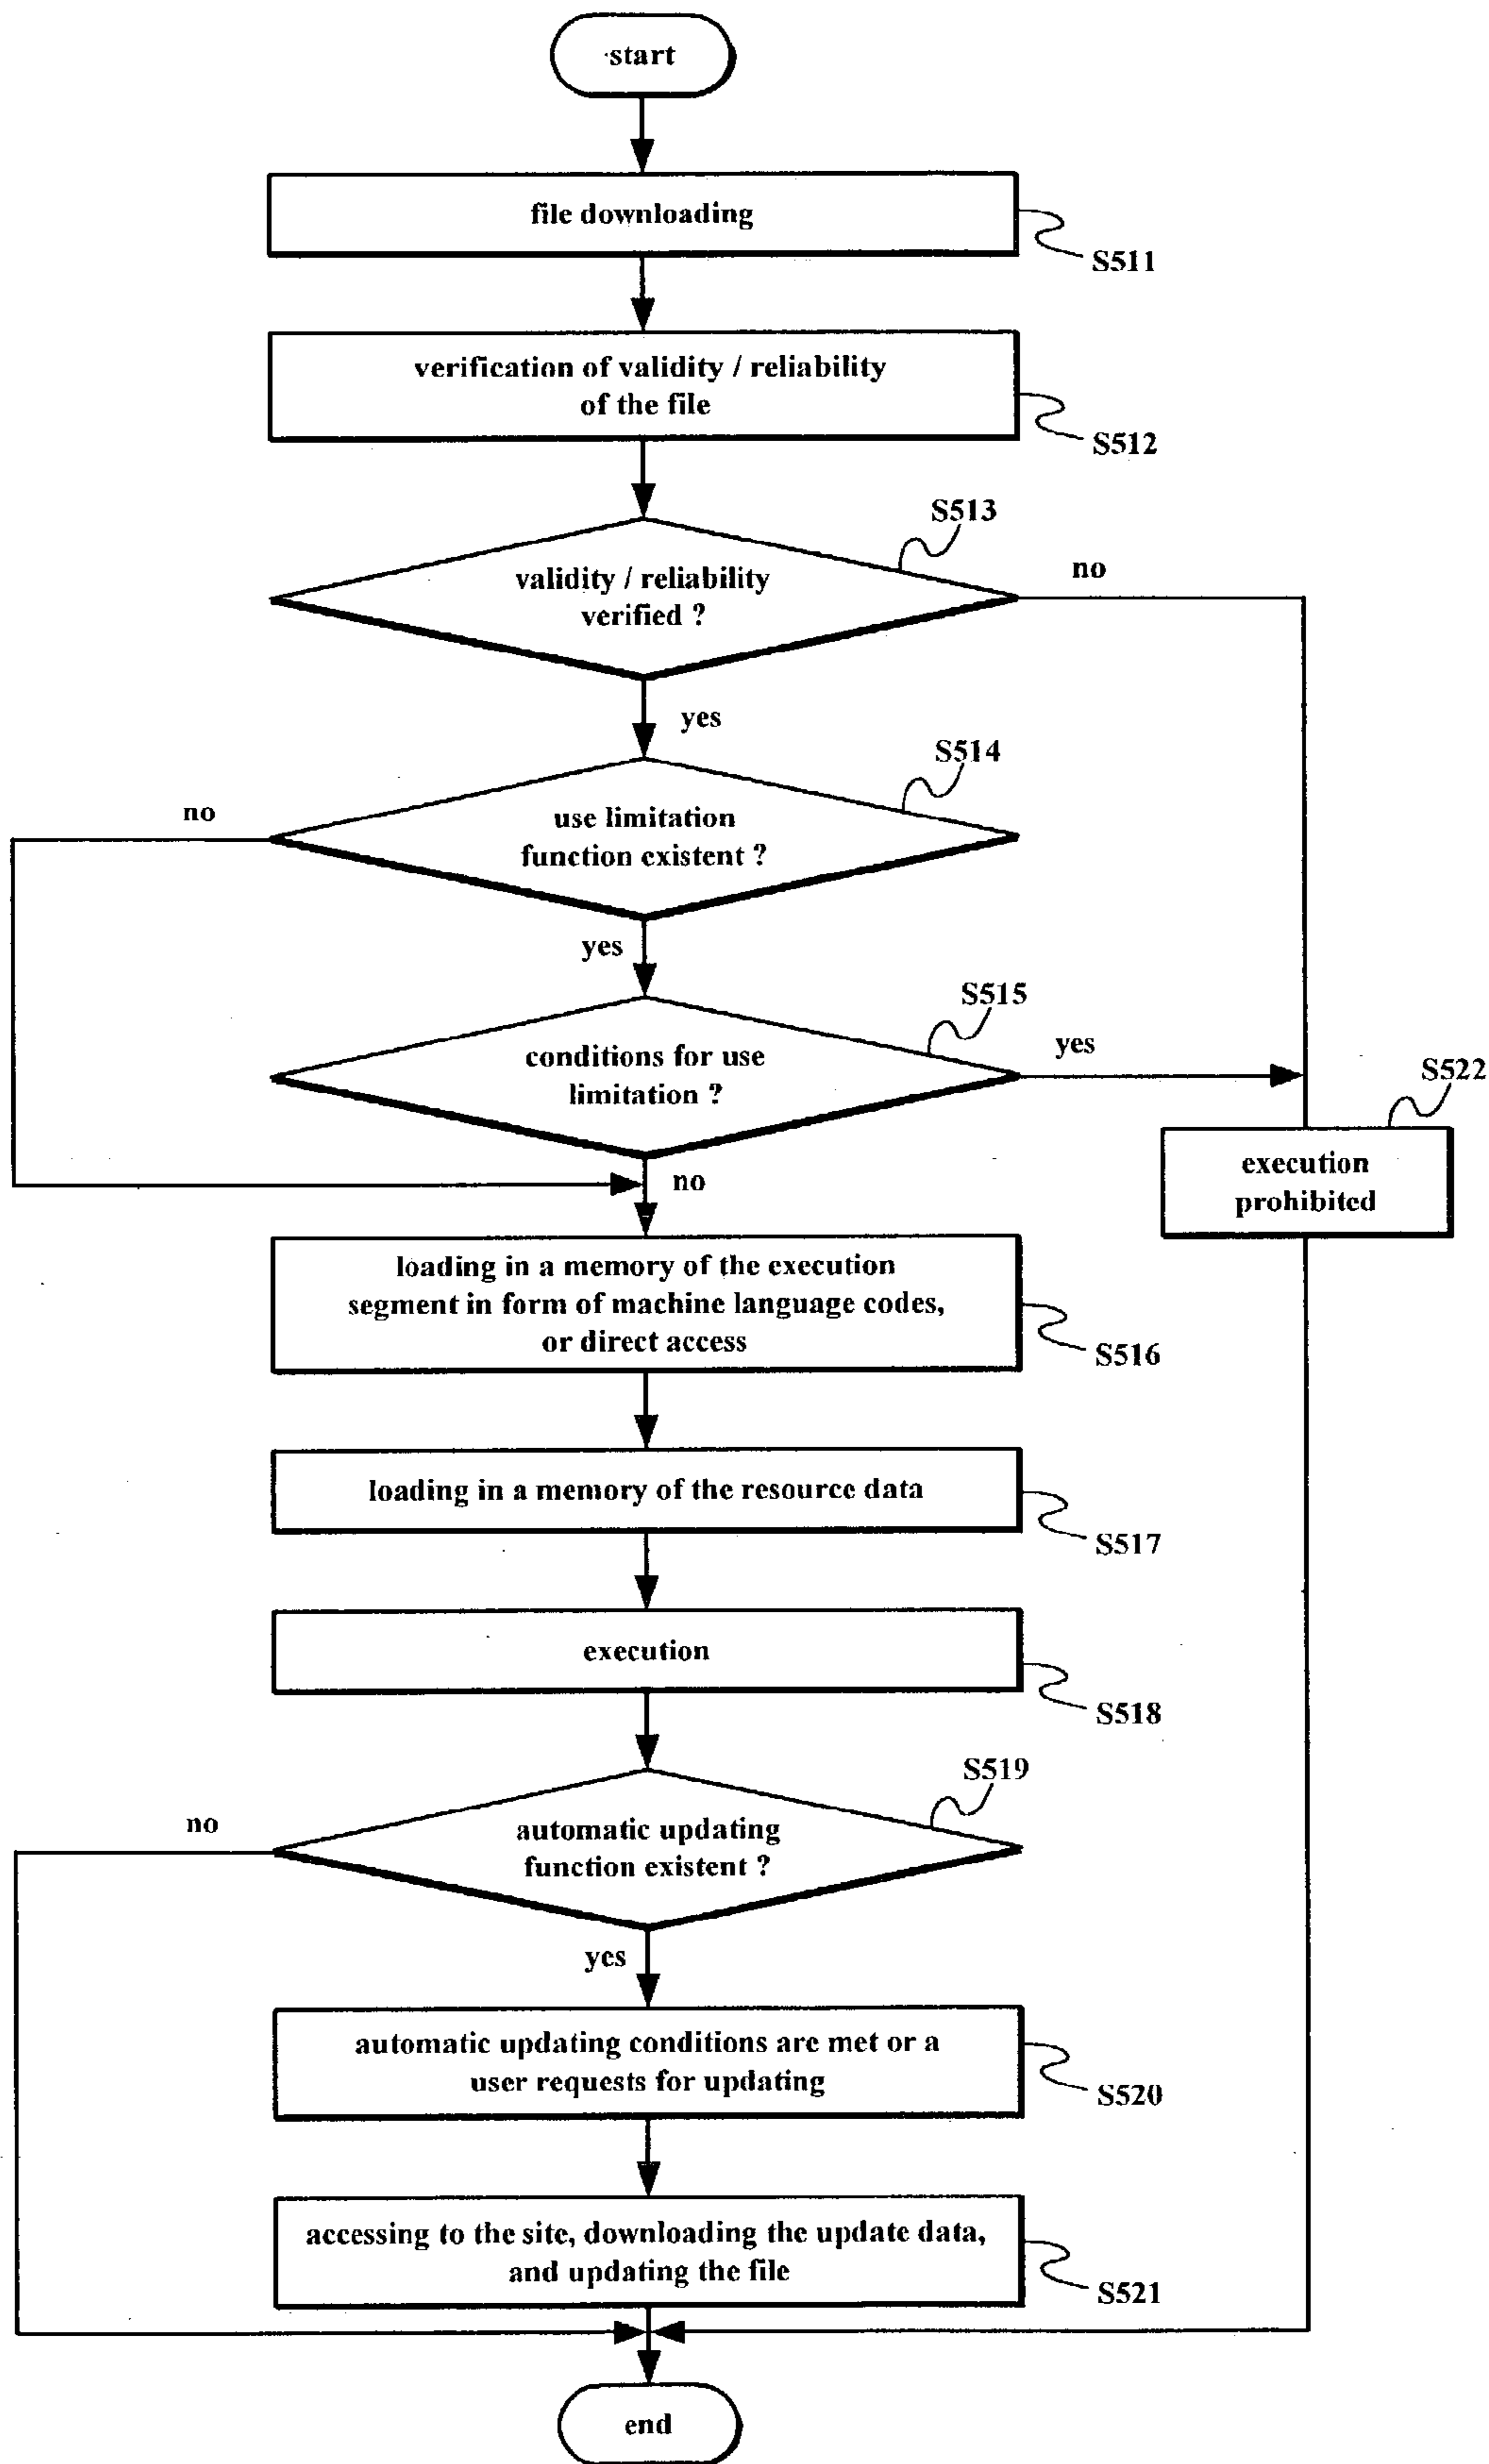 start
file downloading
S511
verification of validity / reliability
of the file
S512
S513
validity / reliability
verified ?
no
yes
S514
no
use limitation
function existent ?
yes
S515
conditions for use
limitation ?
yes
S522
execution
prohibited
no
loading in a memory of the execution
segment in form of machine language codes,
or direct access
S516
loading in a memory of the resource data
S517
execution
S518
S519
no
automatic updating
function existent ?
yes
automatic updating conditions are met or a
user requests for updating
S520
accessing to the site, downloading the update data,
and updating the file
S521
end